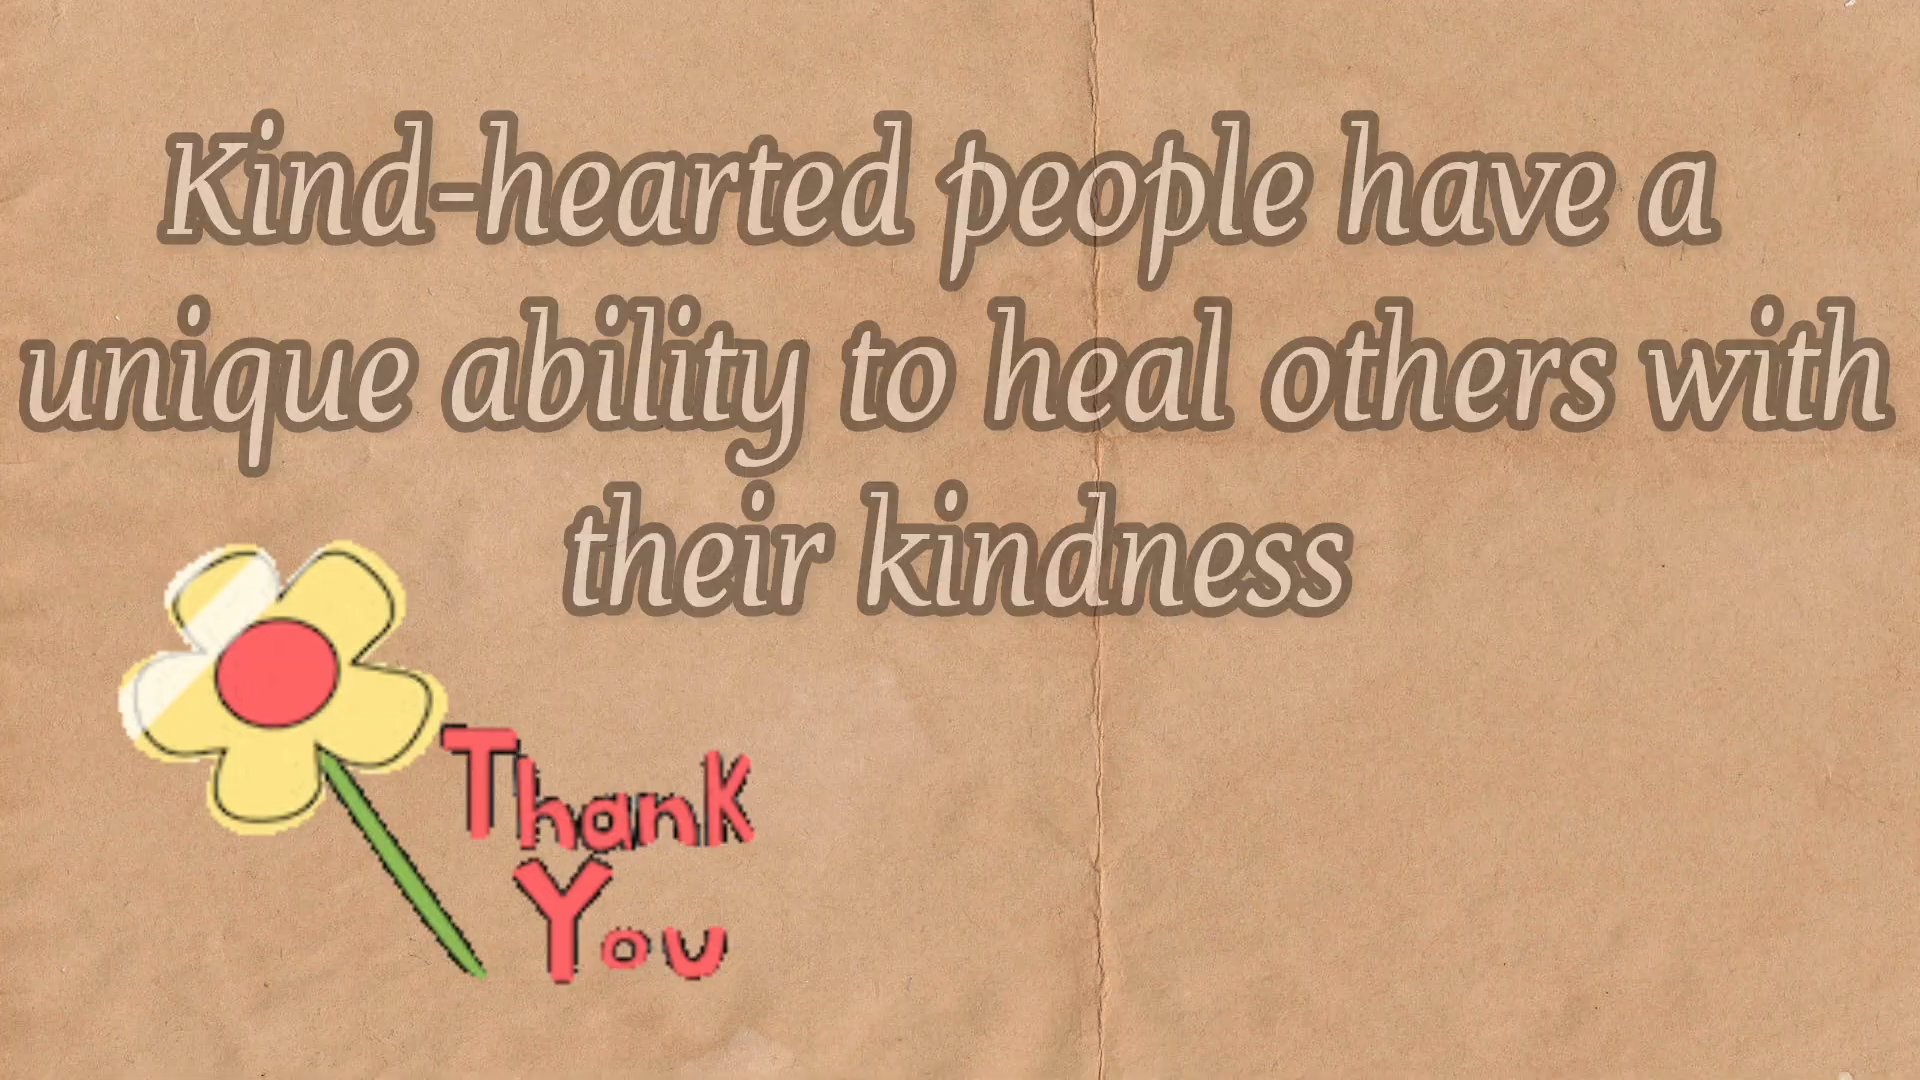 Kind-hearted people have a
unique ability to heal others with
their kindness
Thank
You